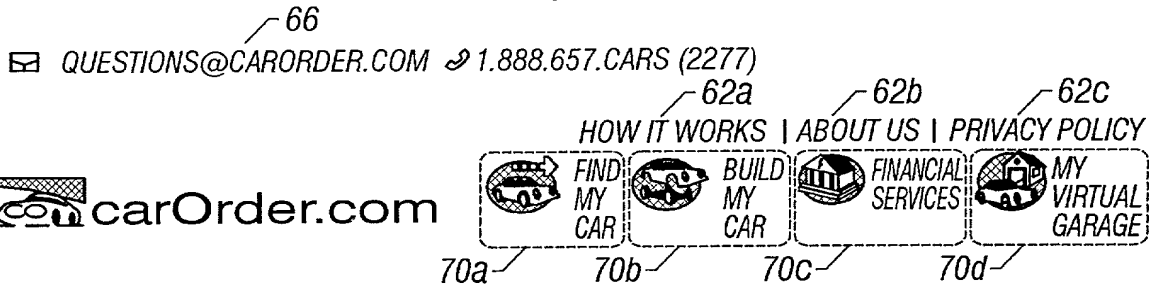 66
QUESTIONS@CARORDER.COM 1.888.657.CARS (2277)
62a 62b 62c
HOW IT WORKS | ABOUT US | PRIVACY POLICY
carOrder.com
FIND MY CAR
BUILD MY CAR
FINANCIAL SERVICES
MY VIRTUAL GARAGE
70a 70b 70c 70d